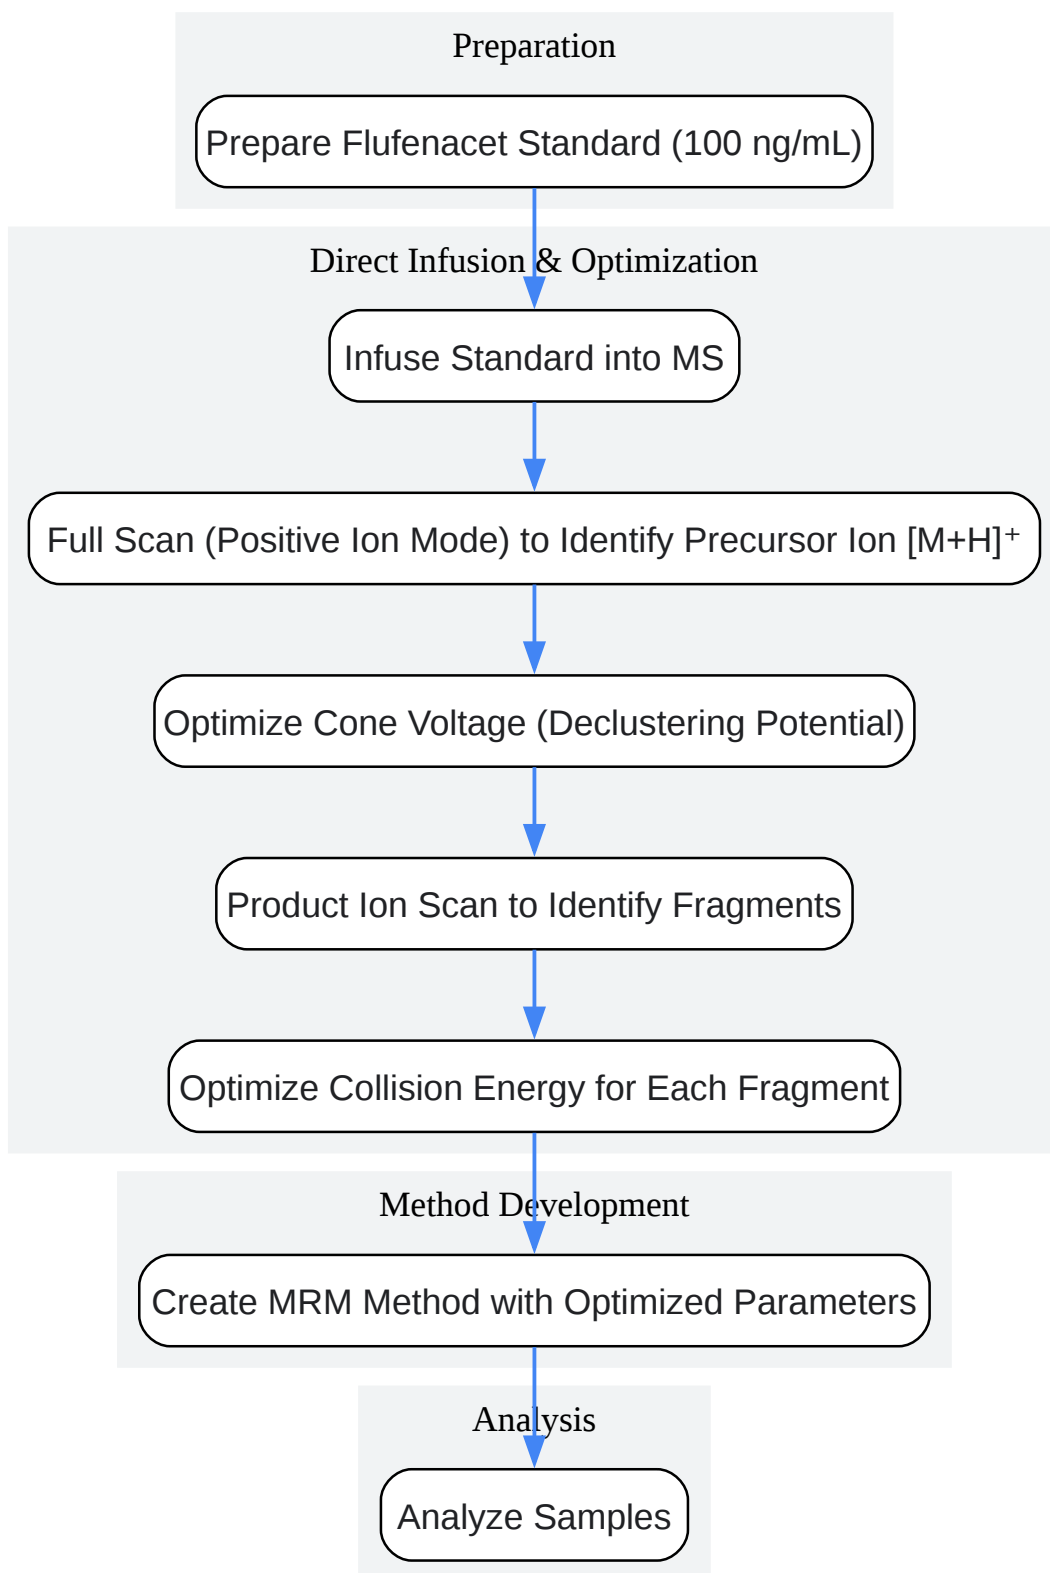 Preparation
Prepare Flufenacet Standard (100 ng/mL)
Direct Infusion & Optimization
Infuse Standard into MS
Full Scan (Positive Ion Mode) to Identify Precursor Ion [M+H]⁺
Optimize Cone Voltage (Declustering Potential)
Product Ion Scan to Identify Fragments
Optimize Collision Energy for Each Fragment
Method Development
Create MRM Method with Optimized Parameters
Analysis
Analyze Samples